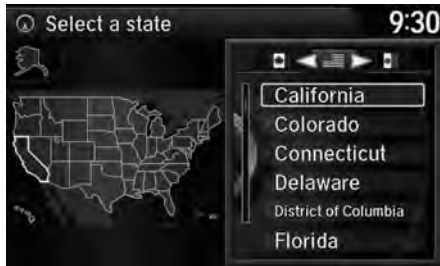 Select a state
9:30
California
Colorado
Connecticut
Delaware
District of Columbia
Florida